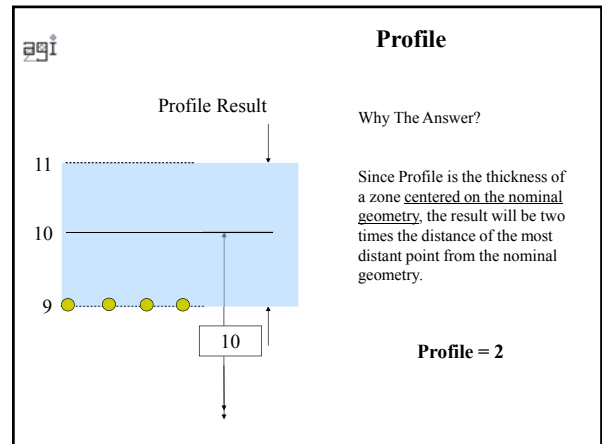 agi
Profile
Profile Result
11
10
9
10
Why The Answer?
Since Profile is the thickness of
a zone centered on the nominal
geometry, the result will be two
times the distance of the most
distant point from the nominal
geometry.
Profile = 2